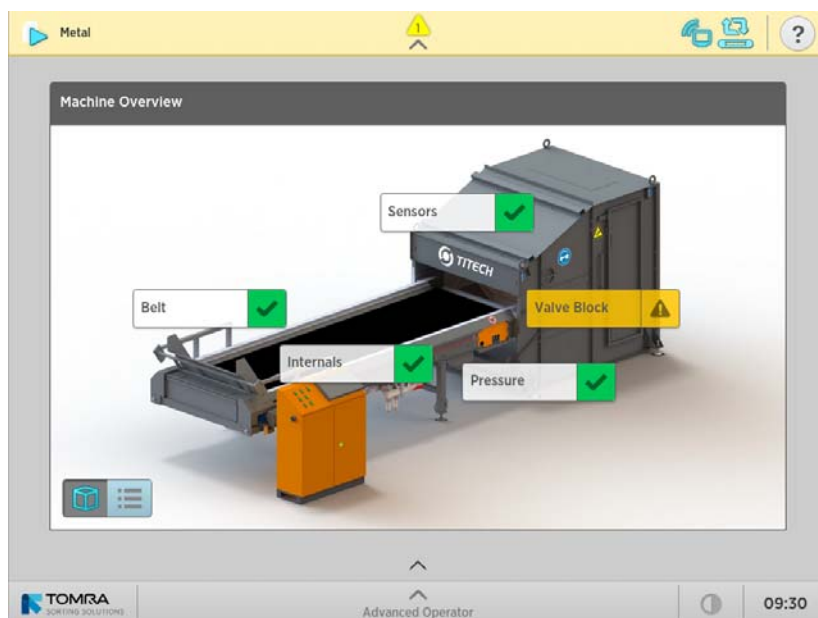 Metal
1
?
Machine Overview
Sensors
TITECH
Belt
Valve Block
Internals
Pressure
TOMRA
SORTING SOLUTIONS
Advanced Operator
09:30